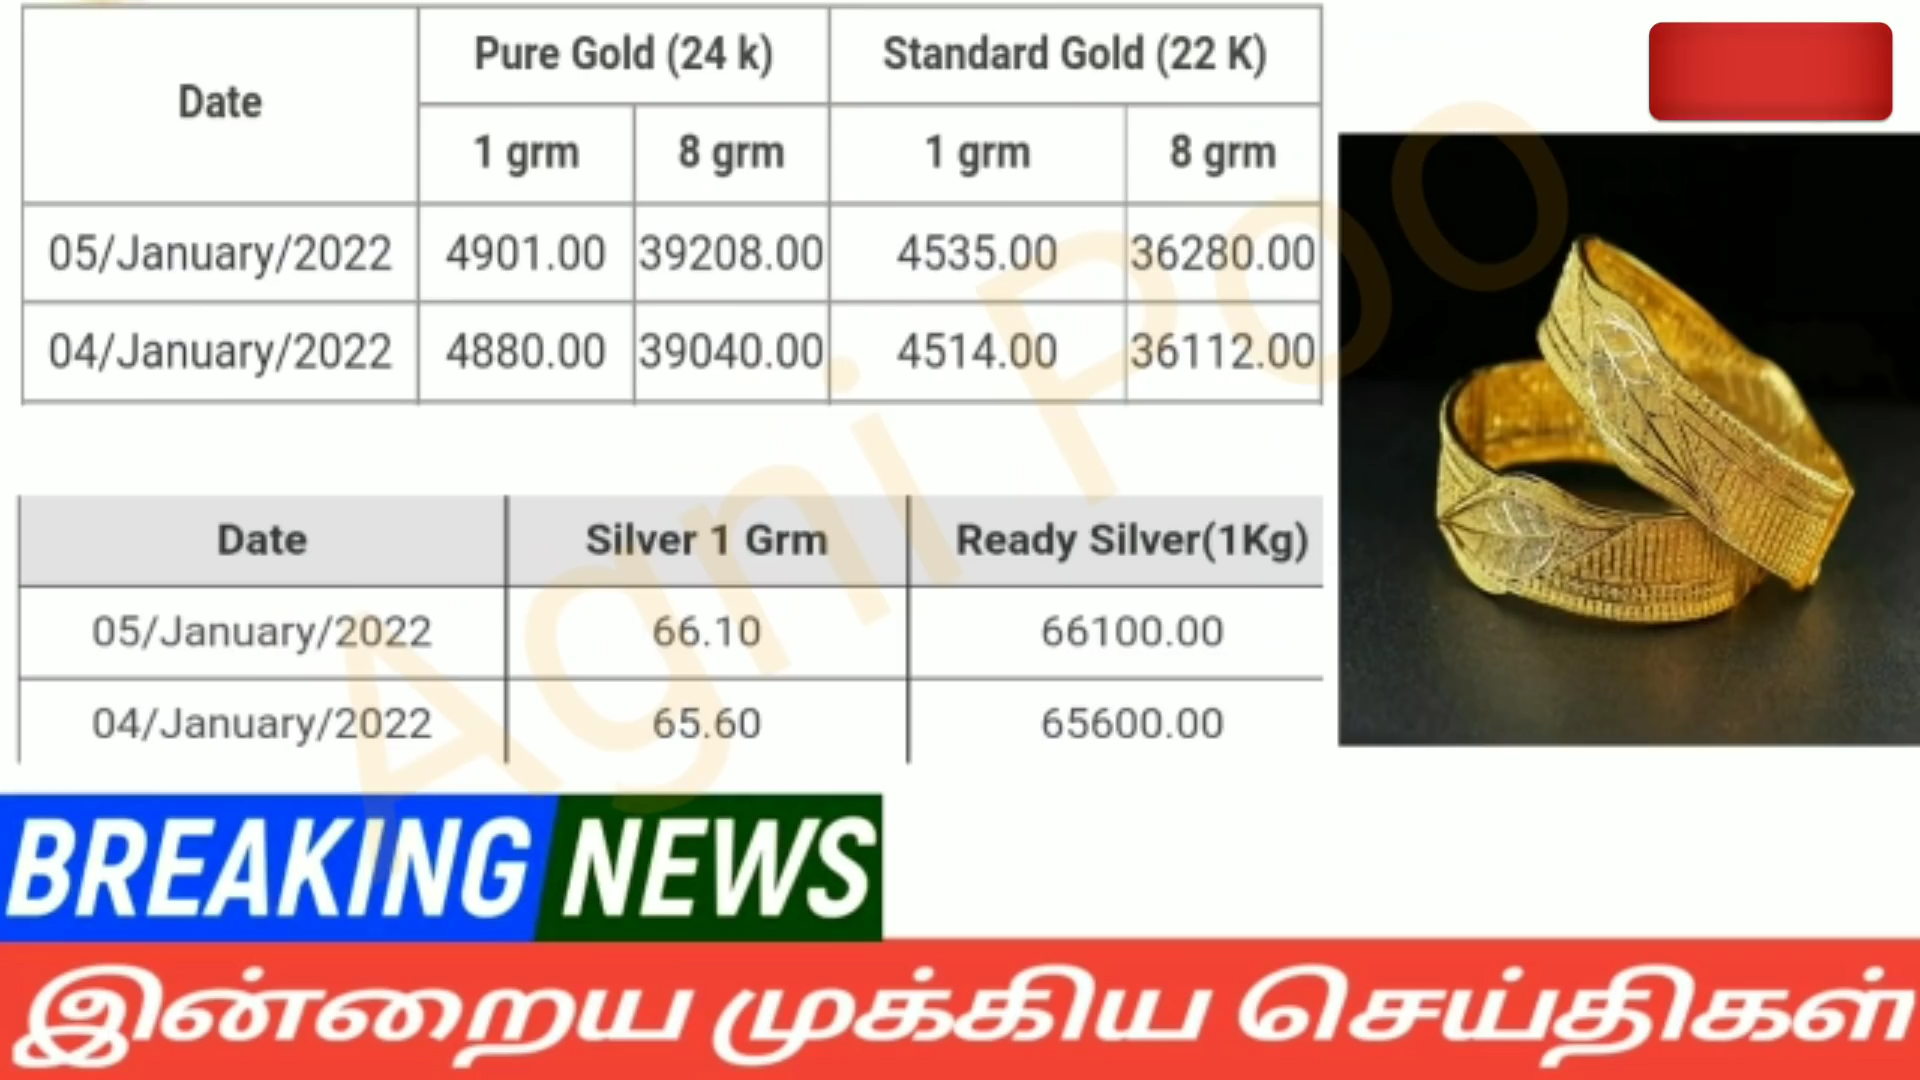 Date Pure Gold (24 k) Standard Gold (22 K)
1 grm 8 grm 1 grm 8 grm
05/January/2022 4901.00 39208.00 4535.00 36280.00
04/January/2022 4880.00 39040.00 4514.00 36112.00
Date Silver 1 Grm Ready Silver(1Kg)
05/January/2022 66.10 66100.00
04/January/2022 65.60 65600.00
Agni Poo
BREAKING NEWS
இன்றைய முக்கிய செய்திகள்